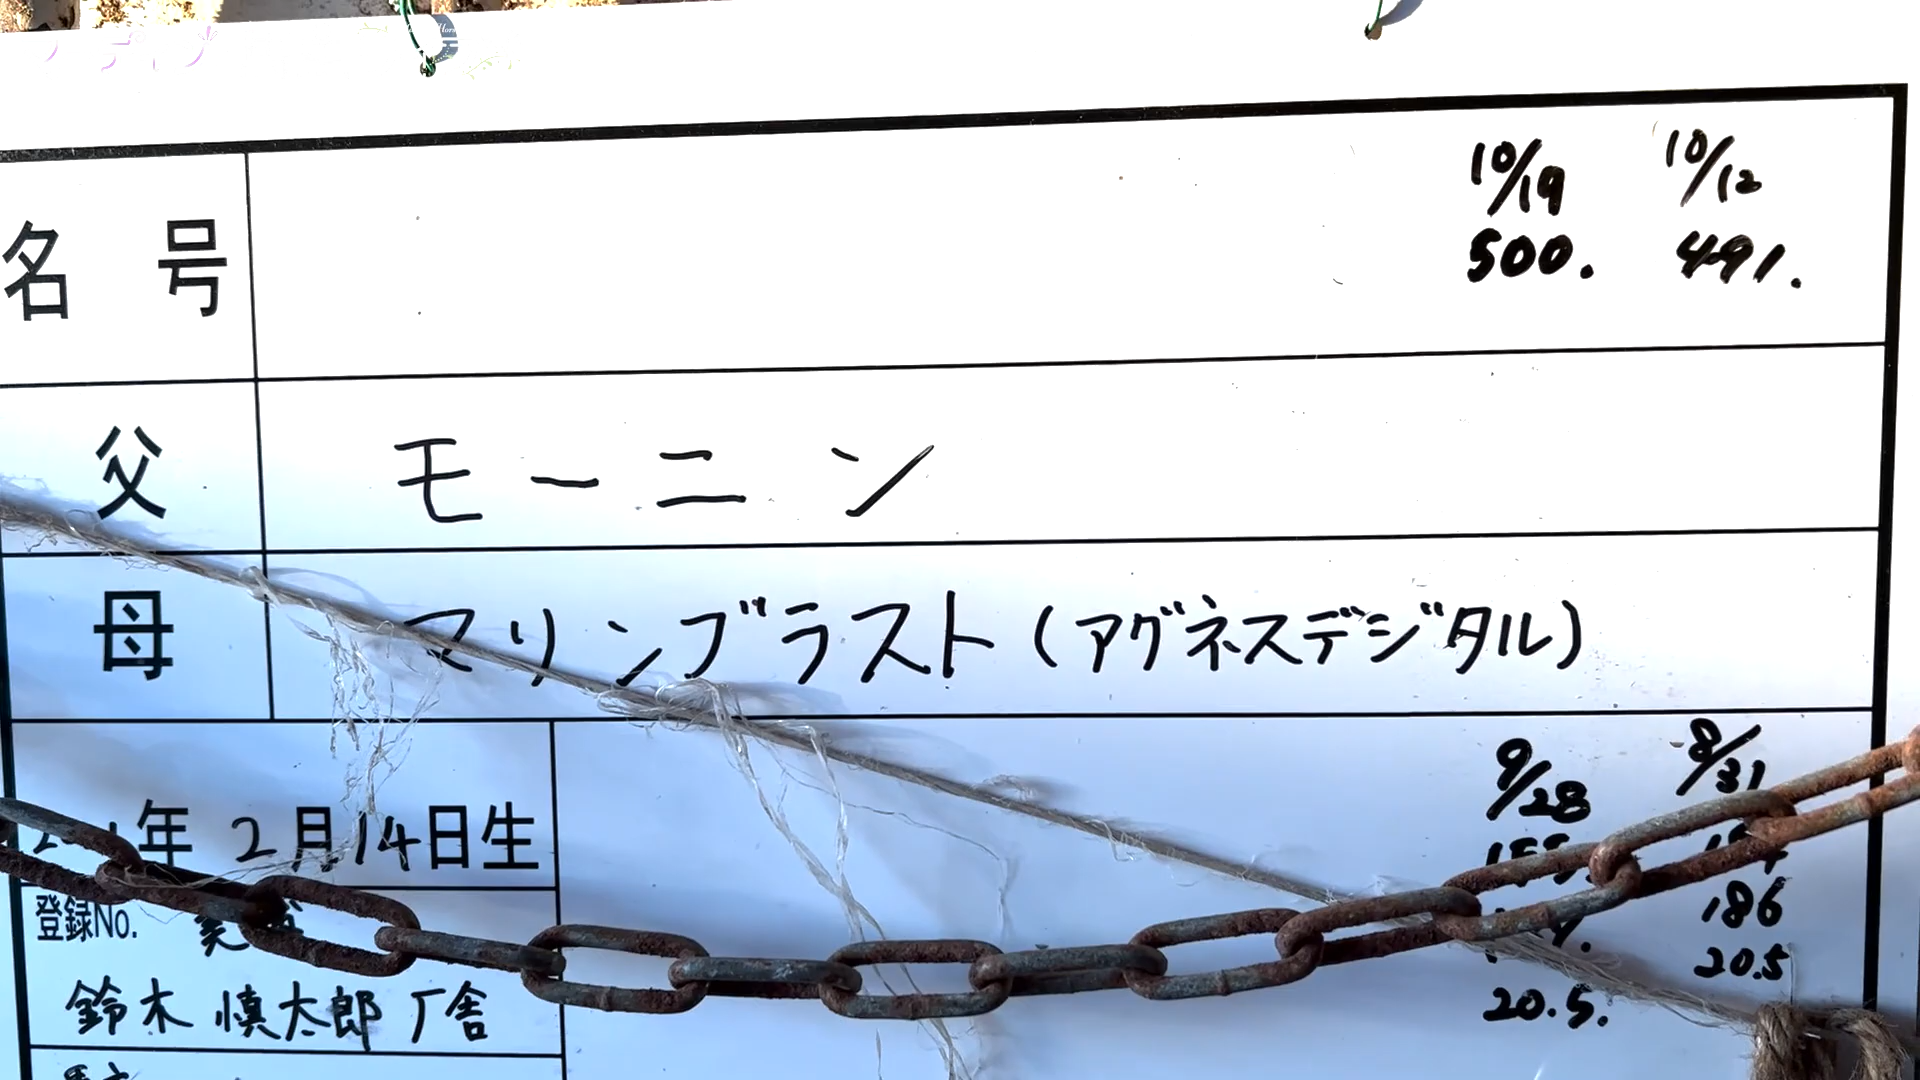 名 号
10/19 10/12
500. 491.
父 モーニン
母 マリンブラスト(アグネスデジタル)
年 2月14日生
9/28 8/31
186
20.5
20.5.
登録No.
鈴木 慎太郎 厂舎